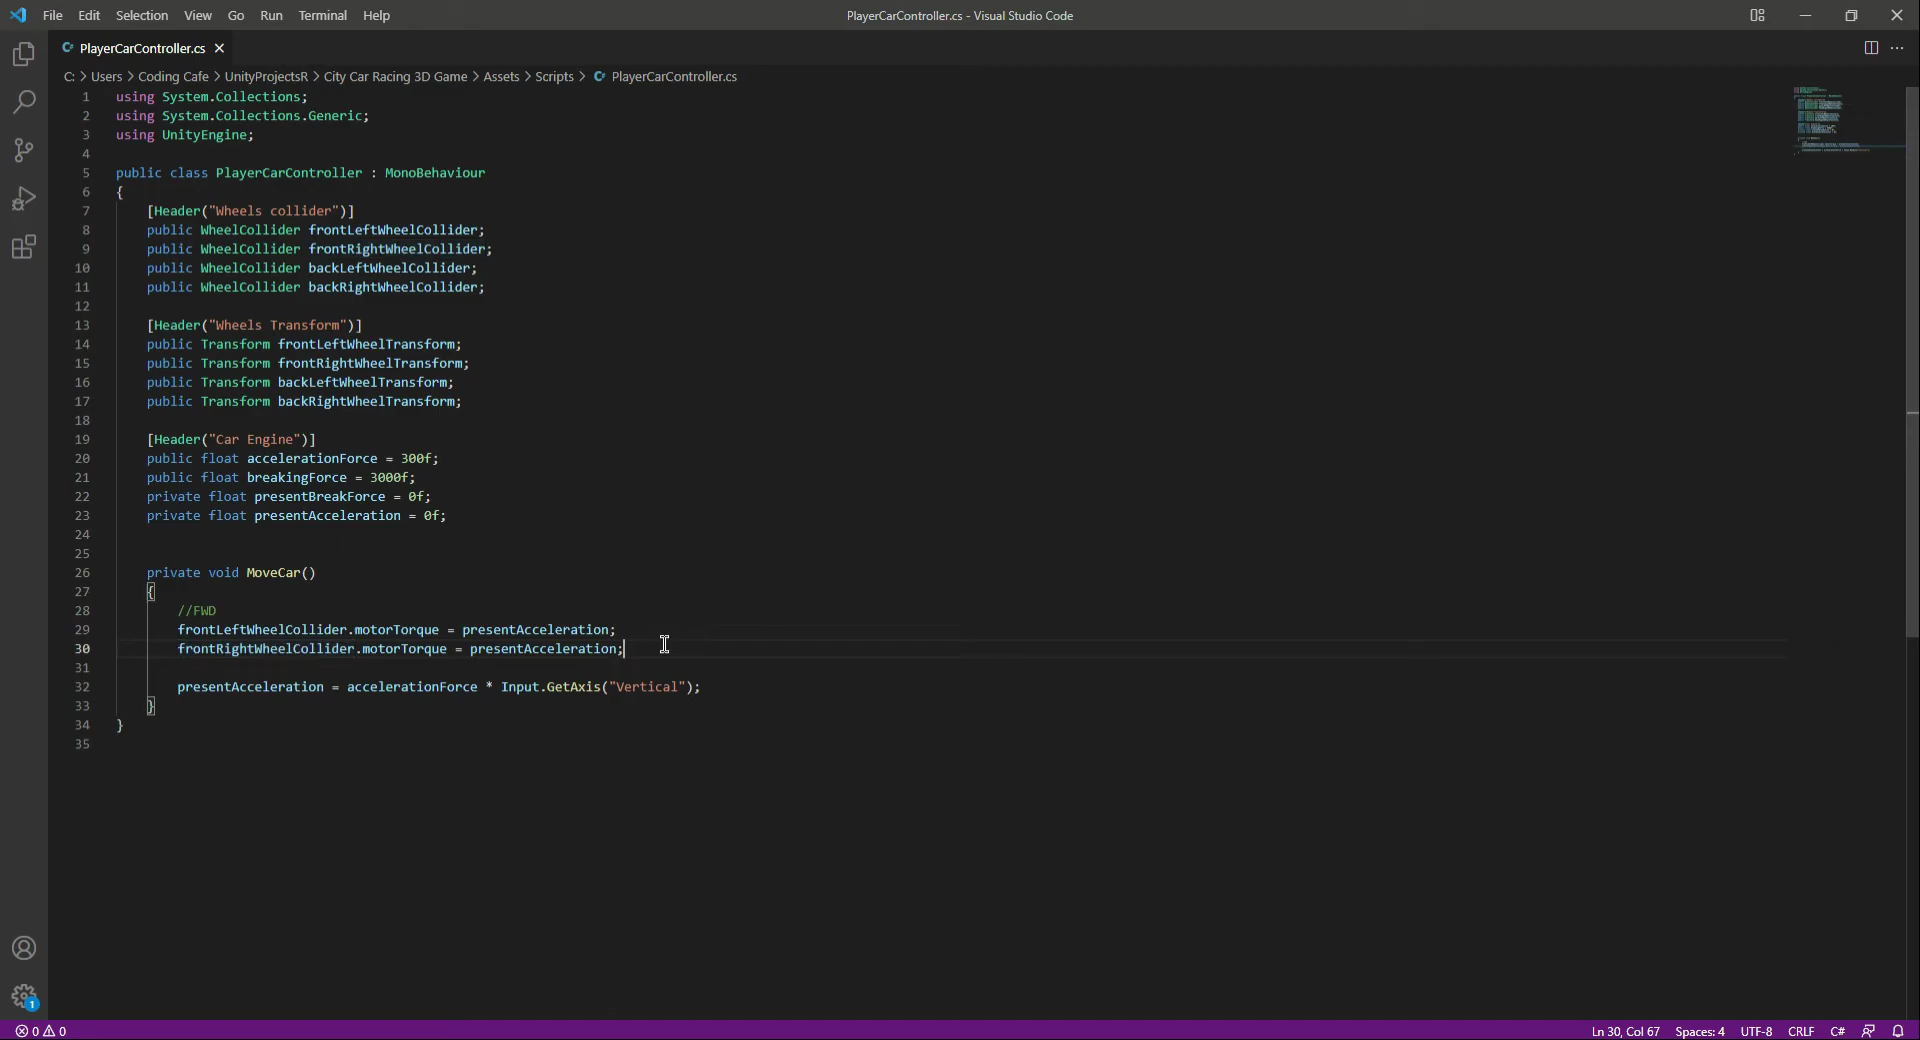 File Edit Selection View Go Run Terminal Help PlayerCarController.cs - Visual Studio Code
PlayerCarController.cs
C: > Users > Coding Cafe > UnityProjectsR > City Car Racing 3D Game > Assets > Scripts > PlayerCarController.cs
1 using System.Collections;
2 using System.Collections.Generic;
3 using UnityEngine;
4
5 public class PlayerCarController : MonoBehaviour
6 {
7 [Header("Wheels collider")]
8 public WheelCollider frontLeftWheelCollider;
9 public WheelCollider frontRightWheelCollider;
10 public WheelCollider backLeftWheelCollider;
11 public WheelCollider backRightWheelCollider;
12
13 [Header("Wheels Transform")]
14 public Transform frontLeftWheelTransform;
15 public Transform frontRightWheelTransform;
16 public Transform backLeftWheelTransform;
17 public Transform backRightWheelTransform;
18
19 [Header("Car Engine")]
20 public float accelerationForce = 300f;
21 public float breakingForce = 3000f;
22 private float presentBreakForce = 0f;
23 private float presentAcceleration = 0f;
24
25
26 private void MoveCar()
27 {
28 //FWD
29 frontLeftWheelCollider.motorTorque = presentAcceleration;
30 frontRightWheelCollider.motorTorque = presentAcceleration;
31
32 presentAcceleration = accelerationForce * Input.GetAxis("Vertical");
33 }
34 }
35
1
0 0 Ln 30, Col 67 Spaces: 4 UTF-8 CRLF C#